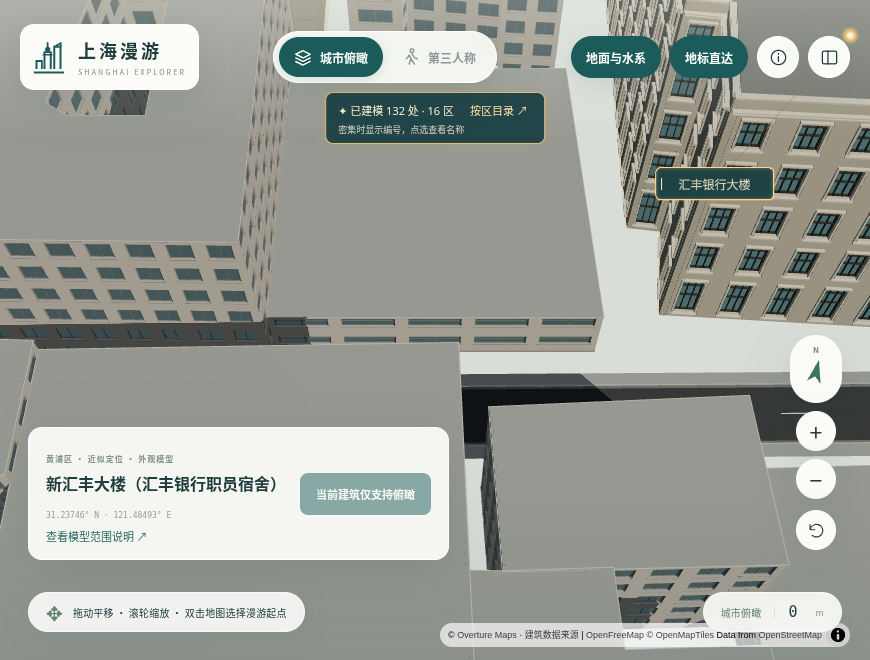 上海漫游
SHANGHAI EXPLORER
城市俯瞰
第三人称
地面与水系
地标直达
✦ 已建模 132 处 · 16 区
按区目录 ↗
密集时显示编号，点选查看名称
汇丰银行大楼
N
+
−
黄浦区 · 近似定位 · 外观模型
新汇丰大楼（汇丰银行职员宿舍）
当前建筑仅支持俯瞰
31.23746° N · 121.48493° E
查看模型范围说明 ↗
拖动平移 · 滚轮缩放 · 双击地图选择漫游起点
城市俯瞰
0
m
© Overture Maps · 建筑数据来源 | OpenFreeMap © OpenMapTiles Data from OpenStreetMap